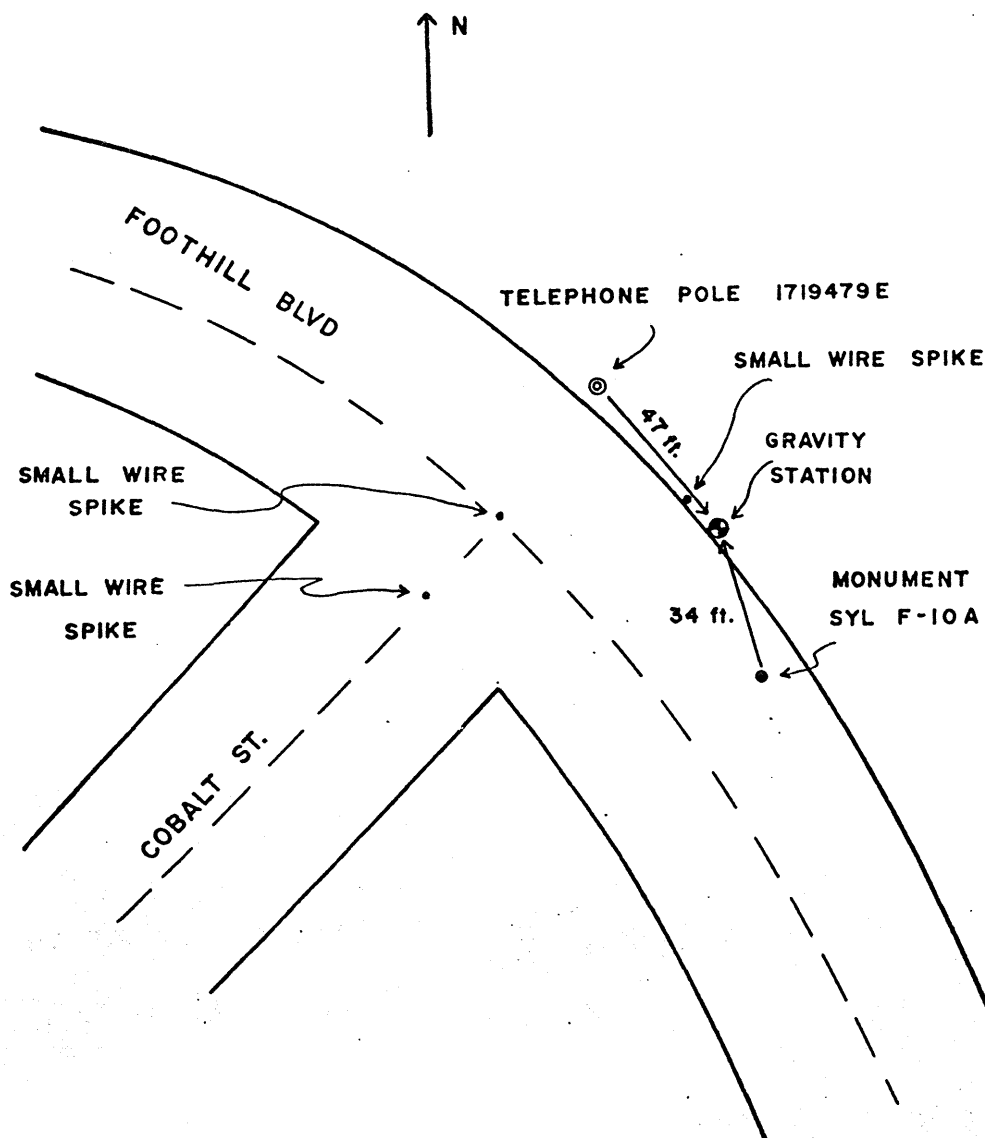 N
FOOTHILL BLVD
TELEPHONE POLE 1719479E
SMALL WIRE SPIKE
47 ft.
GRAVITY
STATION
SMALL WIRE
SPIKE
SMALL WIRE
SPIKE
MONUMENT
SYL F-10A
34 ft.
COBALT ST.